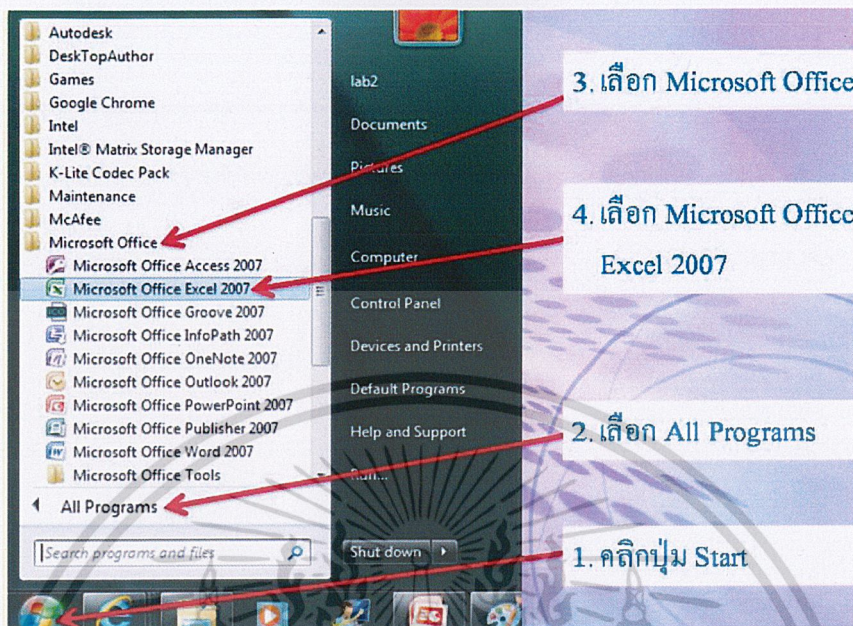 Autodesk
DeskTopAuthor
Games
Google Chrome
Intel
Intel® Matrix Storage Manager
K-Lite Codec Pack
Maintenance
McAfee
Microsoft Office
Microsoft Office Access 2007
Microsoft Office Excel 2007
Microsoft Office Groove 2007
Microsoft Office InfoPath 2007
Microsoft Office OneNote 2007
Microsoft Office Outlook 2007
Microsoft Office PowerPoint 2007
Microsoft Office Publisher 2007
Microsoft Office Word 2007
Microsoft Office Tools
All Programs
Search programs and files
lab2
Documents
Pictures
Music
Computer
Control Panel
Devices and Printers
Default Programs
Help and Support
Run...
Shut down
3. เลือก Microsoft Office
4. เลือก Microsoft Office
Excel 2007
2. เลือก All Programs
1. คลิกปุ่ม Start